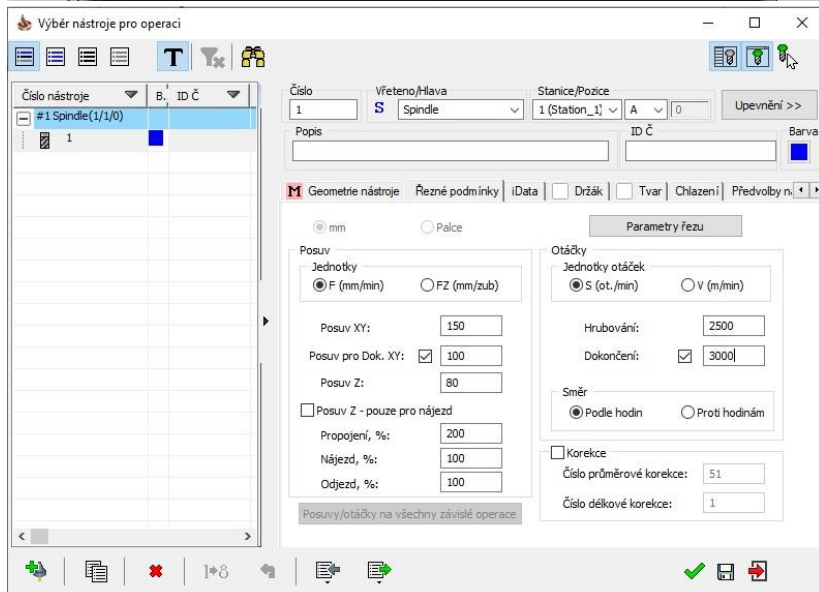 Výběr nástroje pro operaci
T
Číslo nástroje B. ID Č
#1 Spindle(1/1/0)
1
Číslo Vřeteno/Hlava Stanice/Pozice
1 S Spindle 1 (Station_1) A 0 Upevnění >>
Popis ID Č Barva
M Geometrie nástroje Řezné podmínky iData Držák Tvar Chlazení Předvolby n
mm Palce Parametry řezu
Posuv Otáčky
Jednotky Jednotky otáček
F (mm/min) FZ (mm/zub) S (ot./min) V (m/min)
Posuv XY: 150 Hrubování: 2500
Posuv pro Dok. XY: 100 Dokončení: 3000
Posuv Z: 80
Směr
Posuv Z - pouze pro nájezd Podle hodin Proti hodinám
Propojení, %: 200
Korekce
Nájezd, %: 100 Číslo průměrové korekce: 51
Odjezd, %: 100 Číslo délkové korekce: 1
Posuvy/otáčky na všechny závislé operace
1➧8